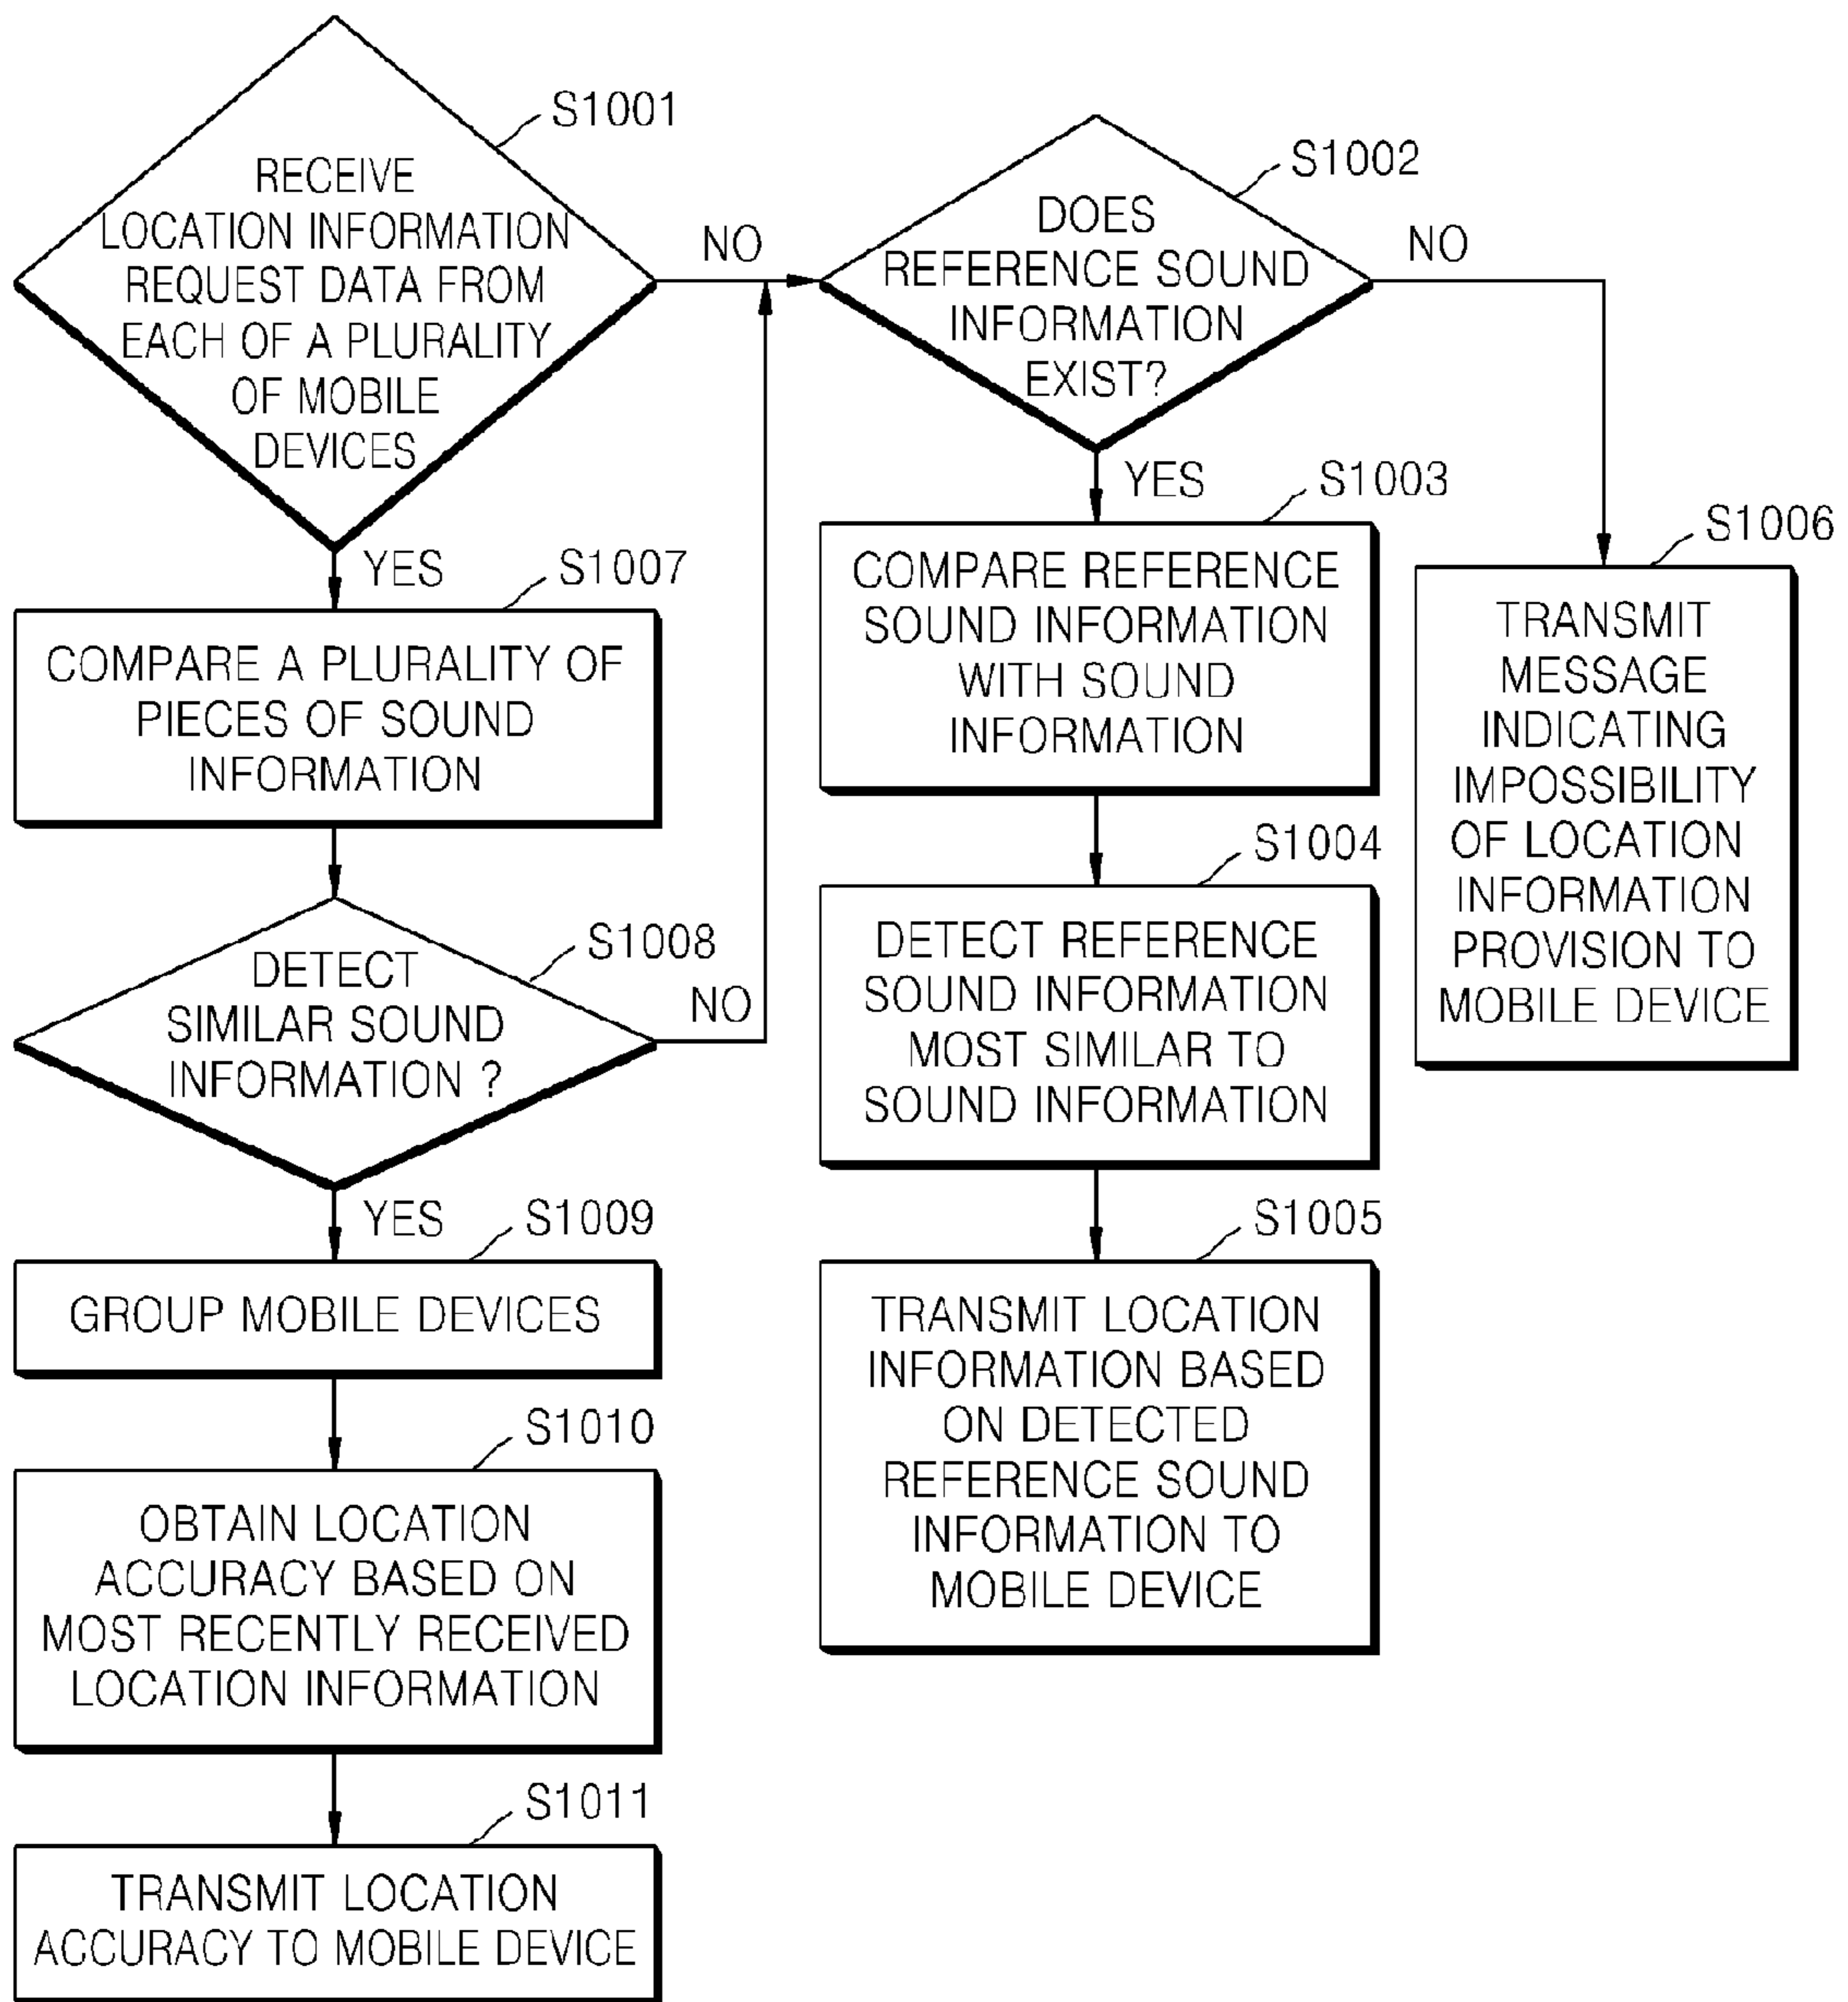 S1001
RECEIVE
LOCATION INFORMATION
REQUEST DATA FROM
EACH OF A PLURALITY
OF MOBILE
DEVICES
NO
YES
S1002
DOES
REFERENCE SOUND
INFORMATION
EXIST?
NO
YES
S1003
COMPARE REFERENCE
SOUND INFORMATION
WITH SOUND
INFORMATION
S1004
DETECT REFERENCE
SOUND INFORMATION
MOST SIMILAR TO
SOUND INFORMATION
S1005
TRANSMIT LOCATION
INFORMATION BASED
ON DETECTED
REFERENCE SOUND
INFORMATION TO
MOBILE DEVICE
S1006
TRANSMIT
MESSAGE
INDICATING
IMPOSSIBILITY
OF LOCATION
INFORMATION
PROVISION TO
MOBILE DEVICE
S1007
COMPARE A PLURALITY OF
PIECES OF SOUND
INFORMATION
S1008
DETECT
SIMILAR SOUND
INFORMATION ?
NO
YES
S1009
GROUP MOBILE DEVICES
S1010
OBTAIN LOCATION
ACCURACY BASED ON
MOST RECENTLY RECEIVED
LOCATION INFORMATION
S1011
TRANSMIT LOCATION
ACCURACY TO MOBILE DEVICE